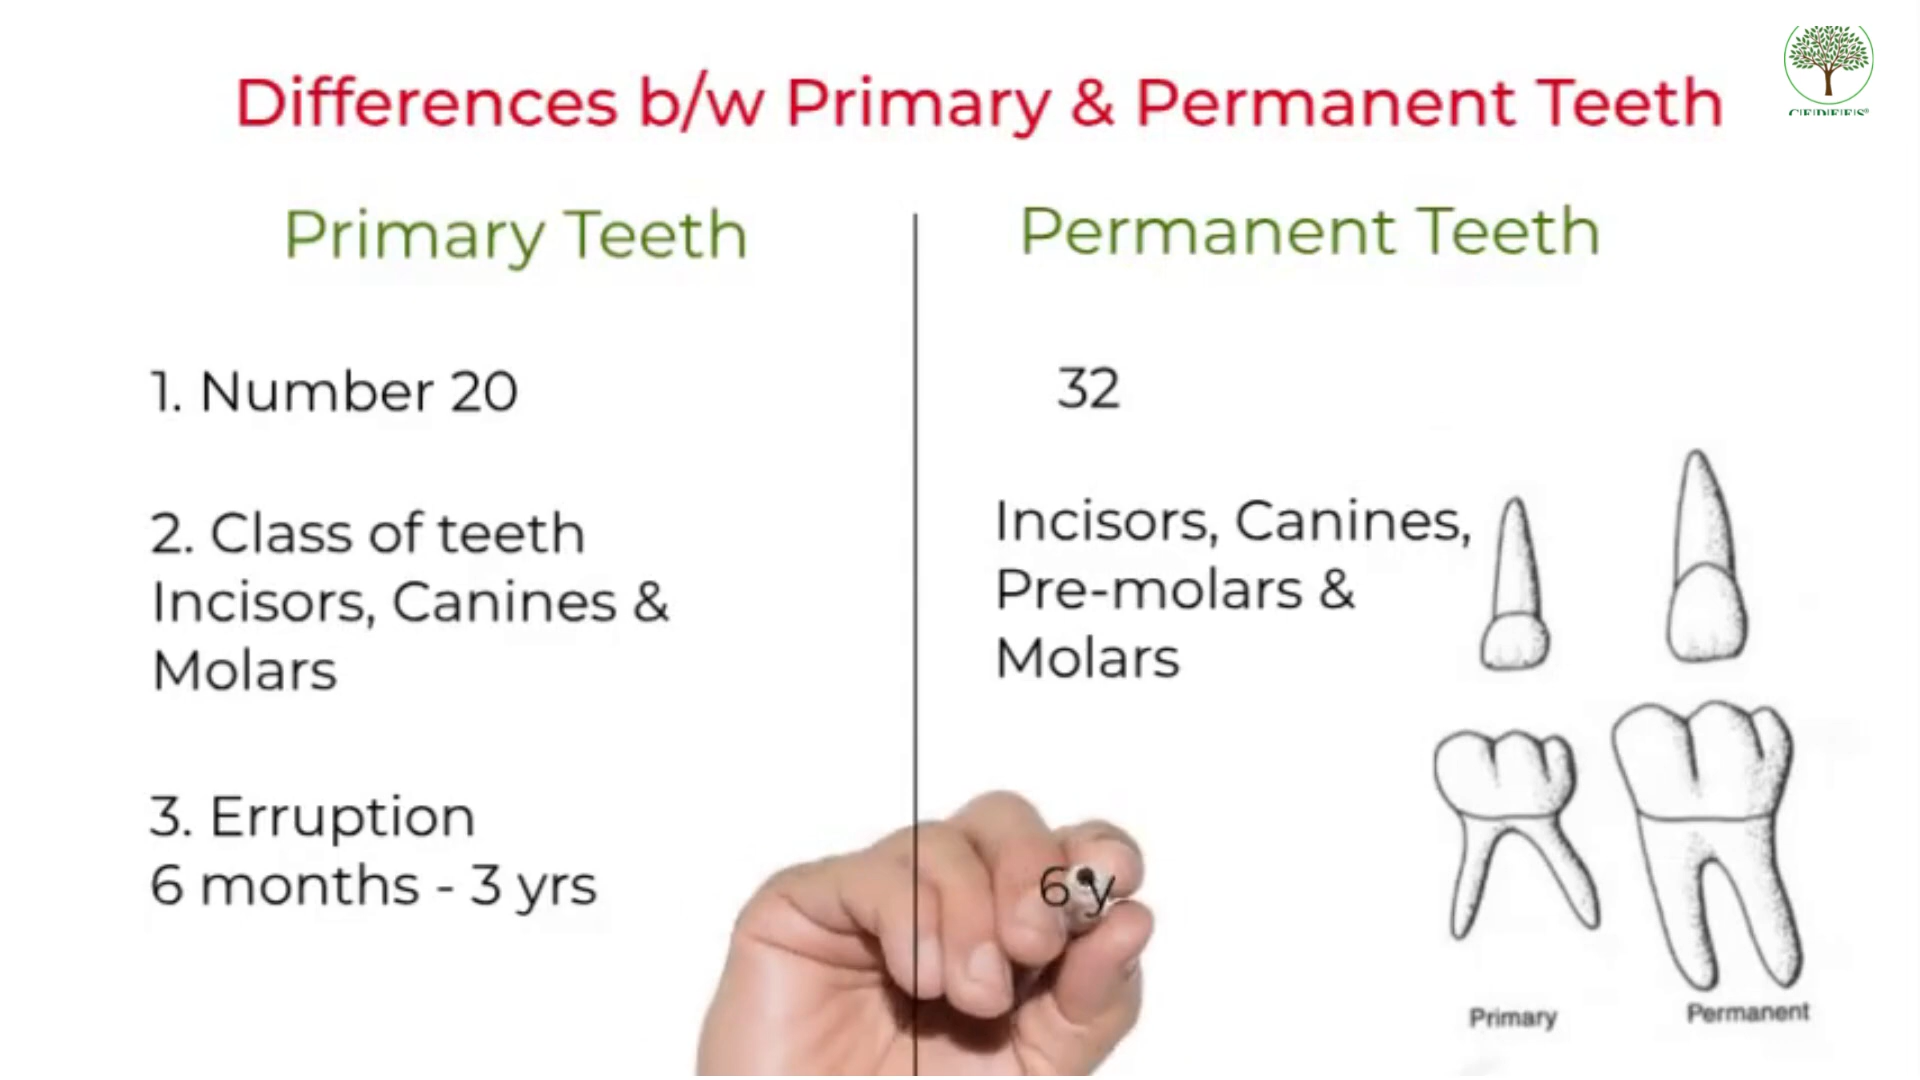 Differences b/w Primary & Permanent Teeth
Primary Teeth
Permanent Teeth
1. Number 20
32
2. Class of teeth
Incisors, Canines &
Molars
Incisors, Canines,
Pre-molars &
Molars
3. Erruption
6 months - 3 yrs
6 y
Primary
Permanent